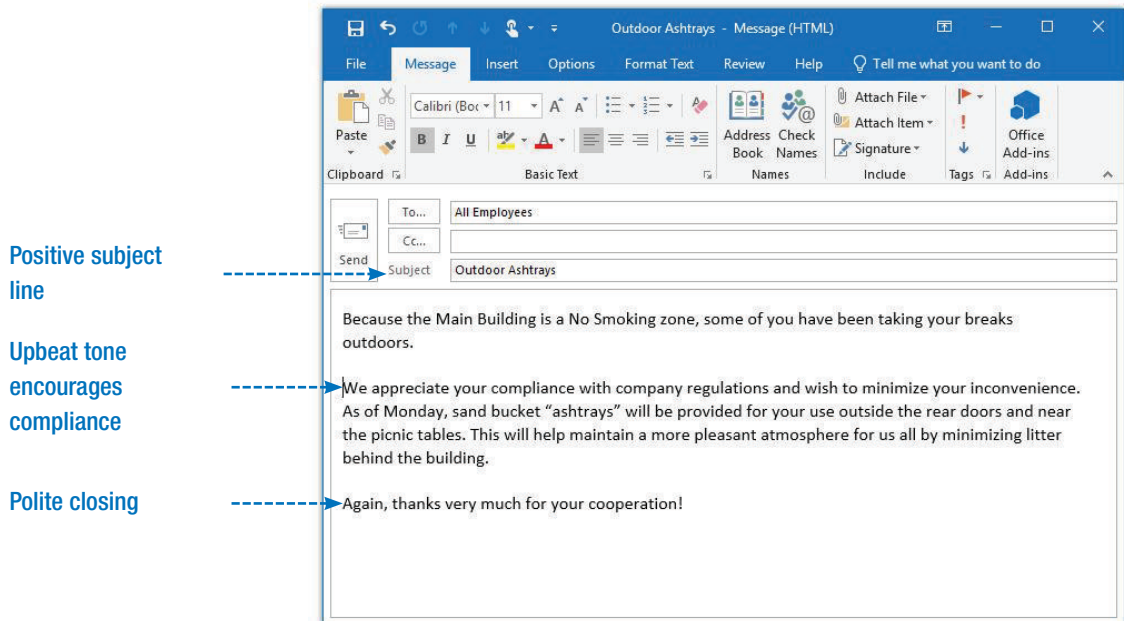 Outdoor Ashtrays - Message (HTML)
File Message Insert Options Format Text Review Help Tell me what you want to do
Calibri (Boc 11 A A
Attach File
Attach Item
Signature
Paste
B I U ab A
Address Book
Check Names
Office Add-ins
Clipboard Basic Text Names Include Tags Add-ins
To... All Employees
Cc...
Send
Subject Outdoor Ashtrays
Positive subject
line
Because the Main Building is a No Smoking zone, some of you have been taking your breaks
outdoors.
Upbeat tone
encourages
compliance
We appreciate your compliance with company regulations and wish to minimize your inconvenience.
As of Monday, sand bucket “ashtrays” will be provided for your use outside the rear doors and near
the picnic tables. This will help maintain a more pleasant atmosphere for us all by minimizing litter
behind the building.
Polite closing
Again, thanks very much for your cooperation!